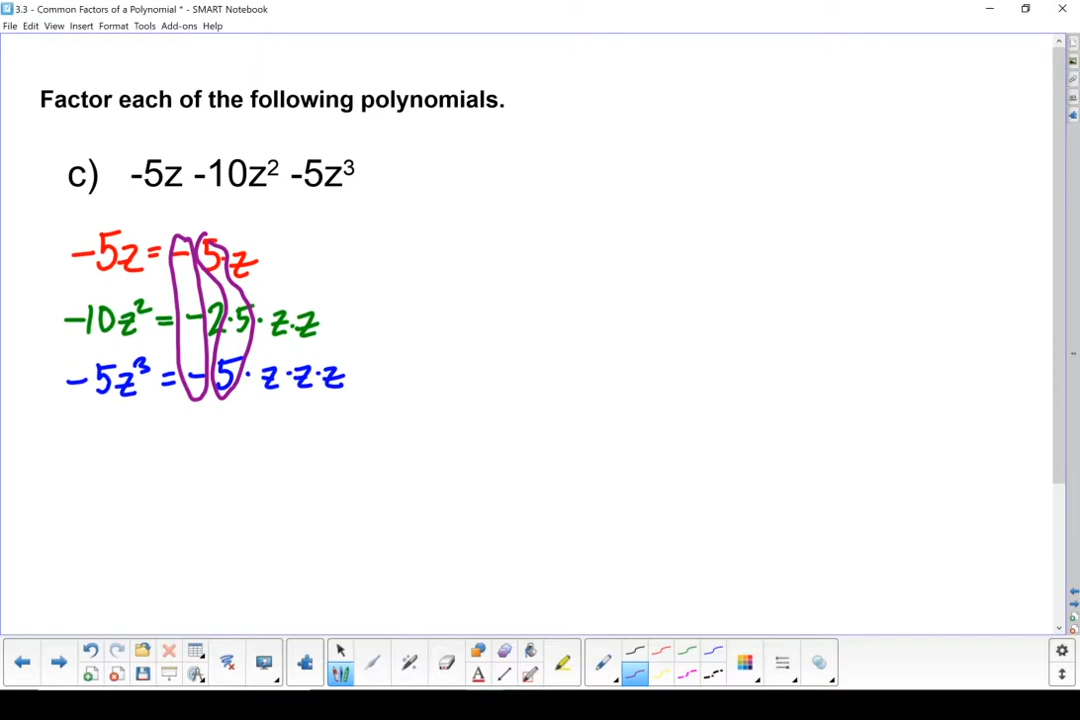 3.3 - Common Factors of a Polynomial * - SMART Notebook
File Edit View Insert Format Tools Add-ons Help
Factor each of the following polynomials.
c) -5z -10z² -5z³
-5z = - 5·z
-10z² = -2·5·z·z
-5z³ = -5·z·z·z